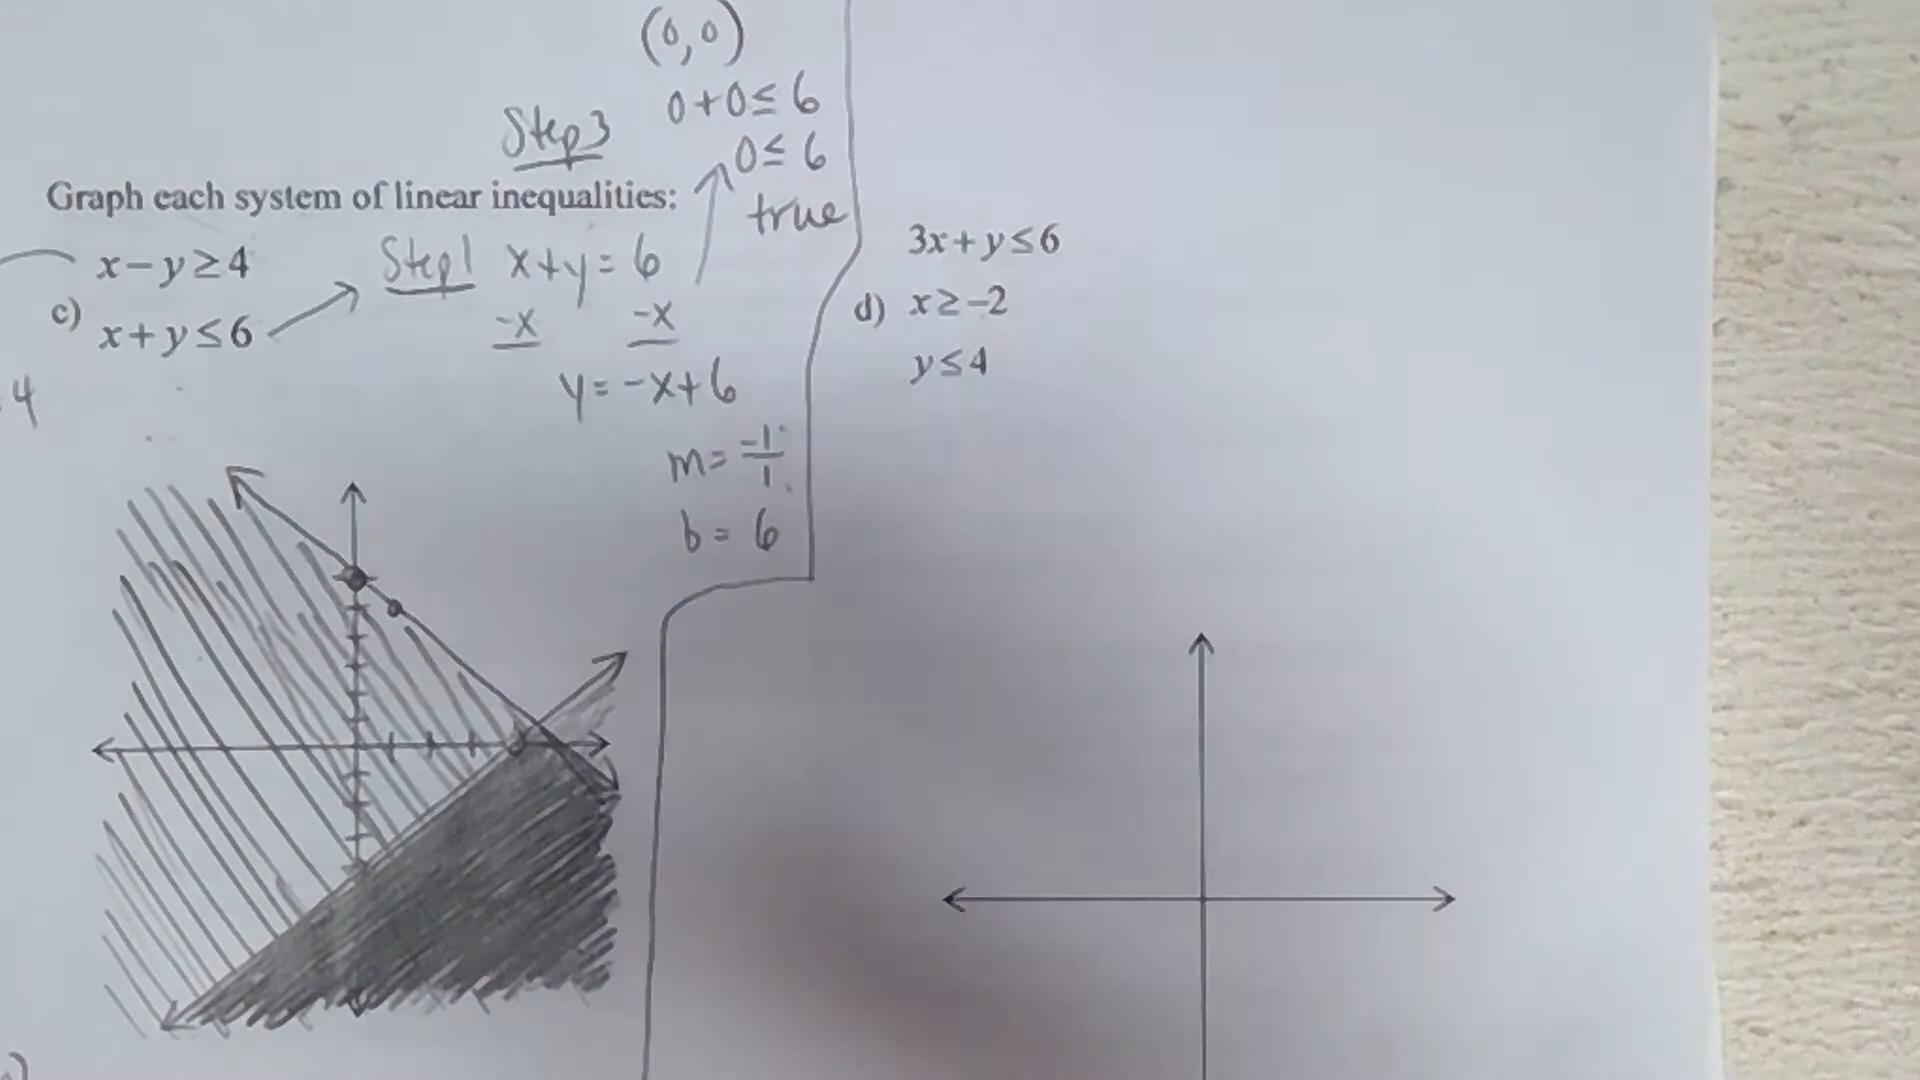 (0,0)
0+0≤6
Step3
0≤6
true
Graph each system of linear inequalities:
c)
x-y≥4
x+y≤6
Step1 x+y=6
-x -x
y=-x+6
m=-1/1
b=6
4
d)
3x+y≤6
x≥-2
y≤4